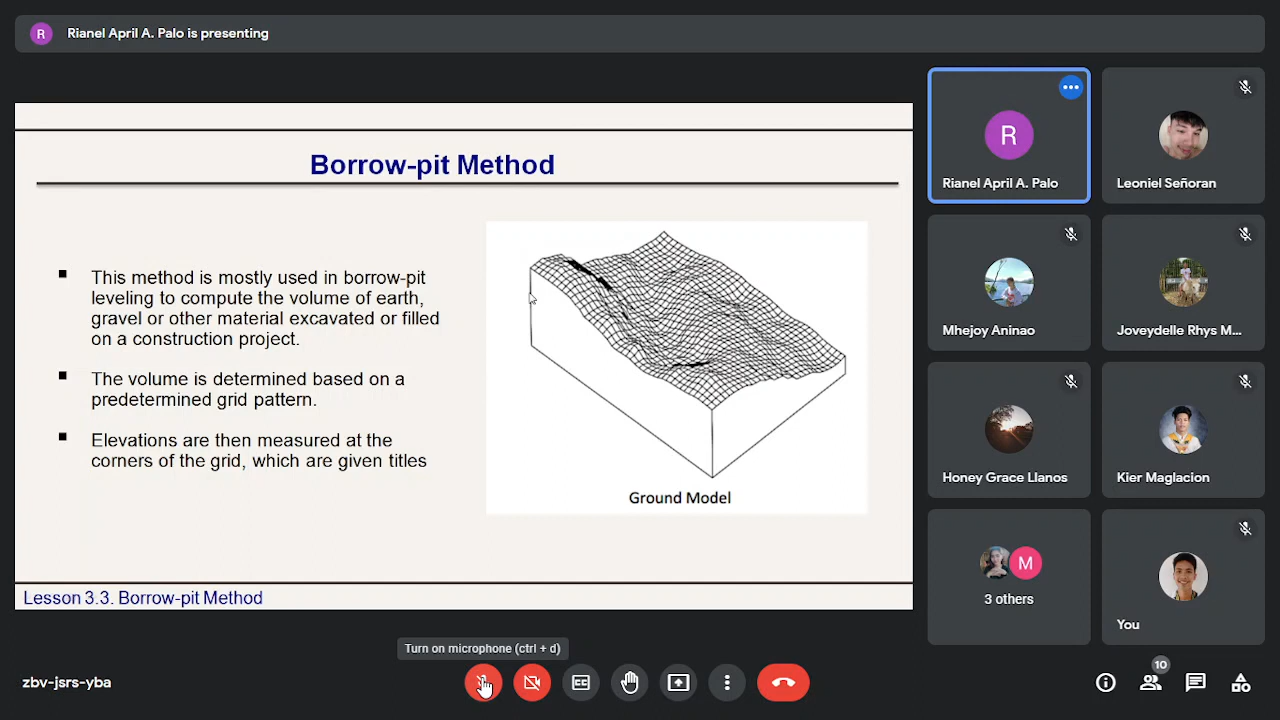 R
Rianel April A. Palo is presenting
Borrow-pit Method
This method is mostly used in borrow-pit
leveling to compute the volume of earth,
gravel or other material excavated or filled
on a construction project.
The volume is determined based on a
predetermined grid pattern.
Elevations are then measured at the
corners of the grid, which are given titles
Ground Model
Lesson 3.3. Borrow-pit Method
R
Rianel April A. Palo
Leoniel Señoran
Mhejoy Aninao
Joveydelle Rhys M...
Honey Grace Llanos
Kier Maglacion
M
3 others
You
Turn on microphone (ctrl + d)
zbv-jsrs-yba
CC
10